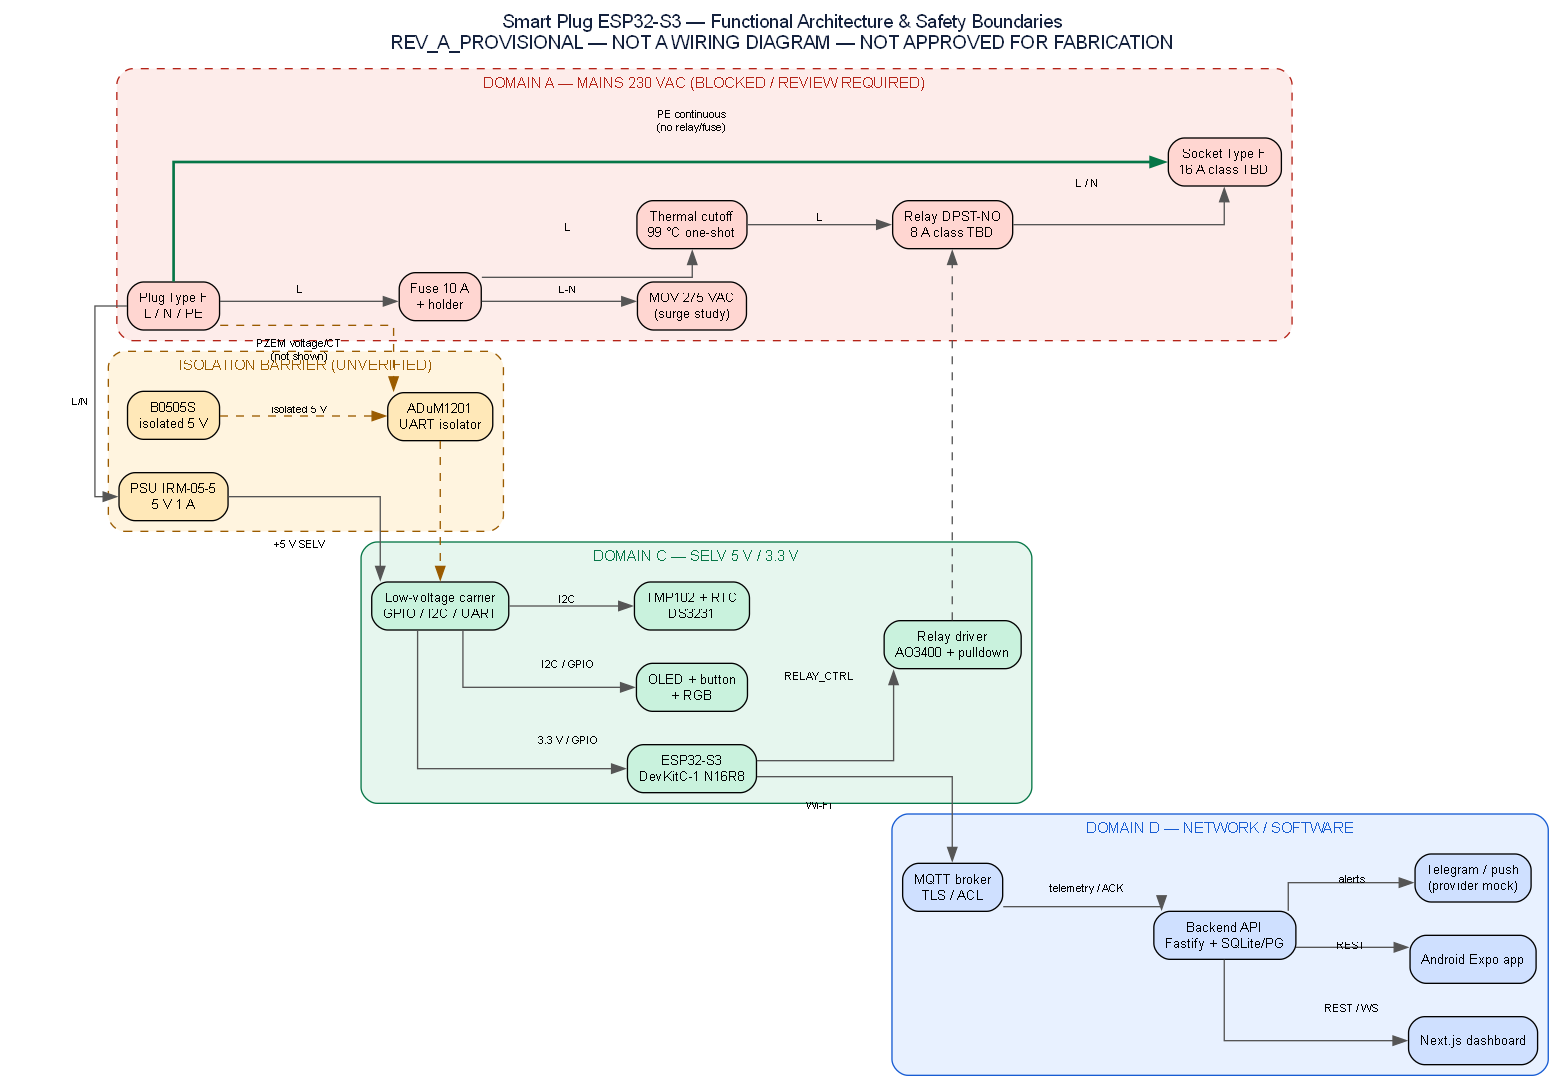 Smart Plug ESP32-S3 — Functional Architecture & Safety Boundaries
REV_A_PROVISIONAL — NOT A WIRING DIAGRAM — NOT APPROVED FOR FABRICATION
DOMAIN A — MAINS 230 VAC (BLOCKED / REVIEW REQUIRED)
PE continuous
(no relay/fuse)
Socket Type F
16 A class TBD
L / N
Thermal cutoff
99 °C one-shot
L
Relay DPST-NO
8 A class TBD
L
Plug Type F
L / N / PE
L
Fuse 10 A
+ holder
L-N
MOV 275 VAC
(surge study)
PZEM voltage/CT
(not shown)
ISOLATION BARRIER (UNVERIFIED)
L/N
B0505S
isolated 5 V
isolated 5 V
ADuM1201
UART isolator
PSU IRM-05-5
5 V 1 A
+5 V SELV
DOMAIN C — SELV 5 V / 3.3 V
Low-voltage carrier
GPIO / I2C / UART
I2C
TMP102 + RTC
DS3231
I2C / GPIO
OLED + button
+ RGB
RELAY_CTRL
Relay driver
AO3400 + pulldown
3.3 V / GPIO
ESP32-S3
DevKitC-1 N16R8
Wi-Fi
DOMAIN D — NETWORK / SOFTWARE
MQTT broker
TLS / ACL
telemetry / ACK
Backend API
Fastify + SQLite/PG
alerts
Telegram / push
(provider mock)
REST
Android Expo app
REST / WS
Next.js dashboard